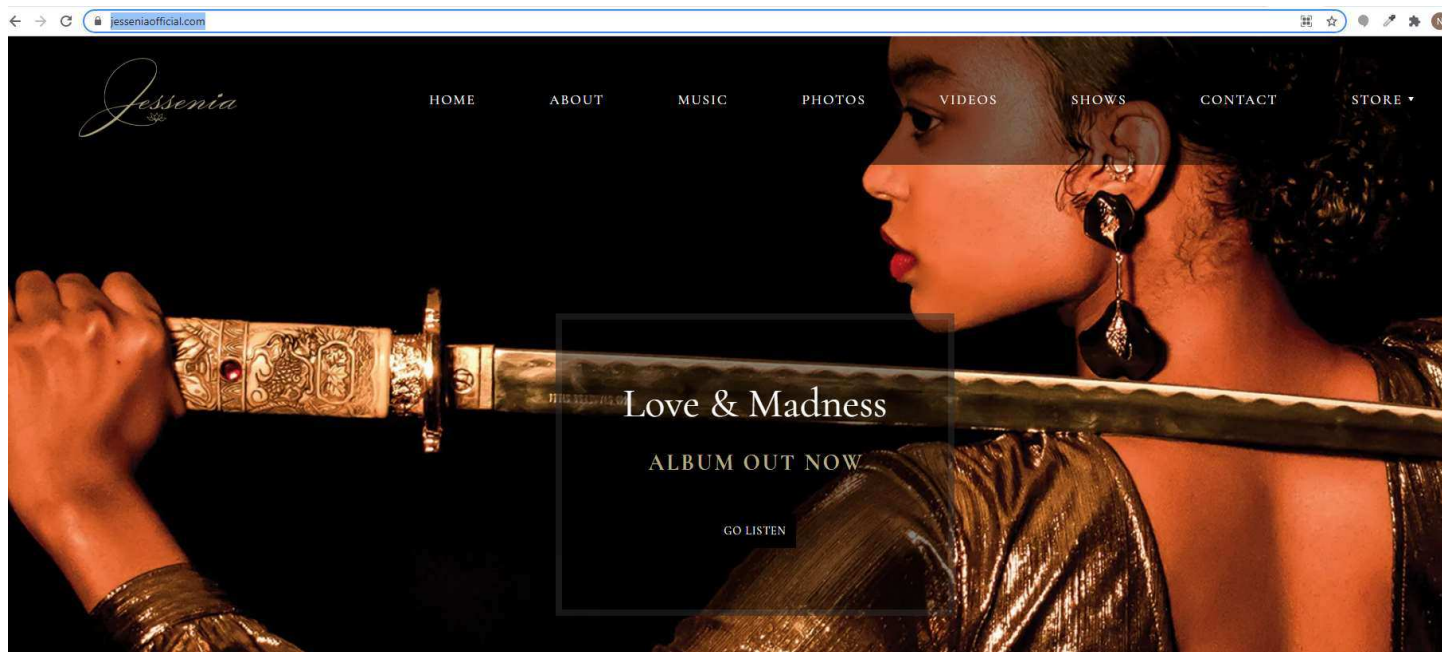 jesseniaofficial.com
Jessenia
HOME ABOUT MUSIC PHOTOS VIDEOS SHOWS CONTACT STORE
Love & Madness
ALBUM OUT NOW
GO LISTEN